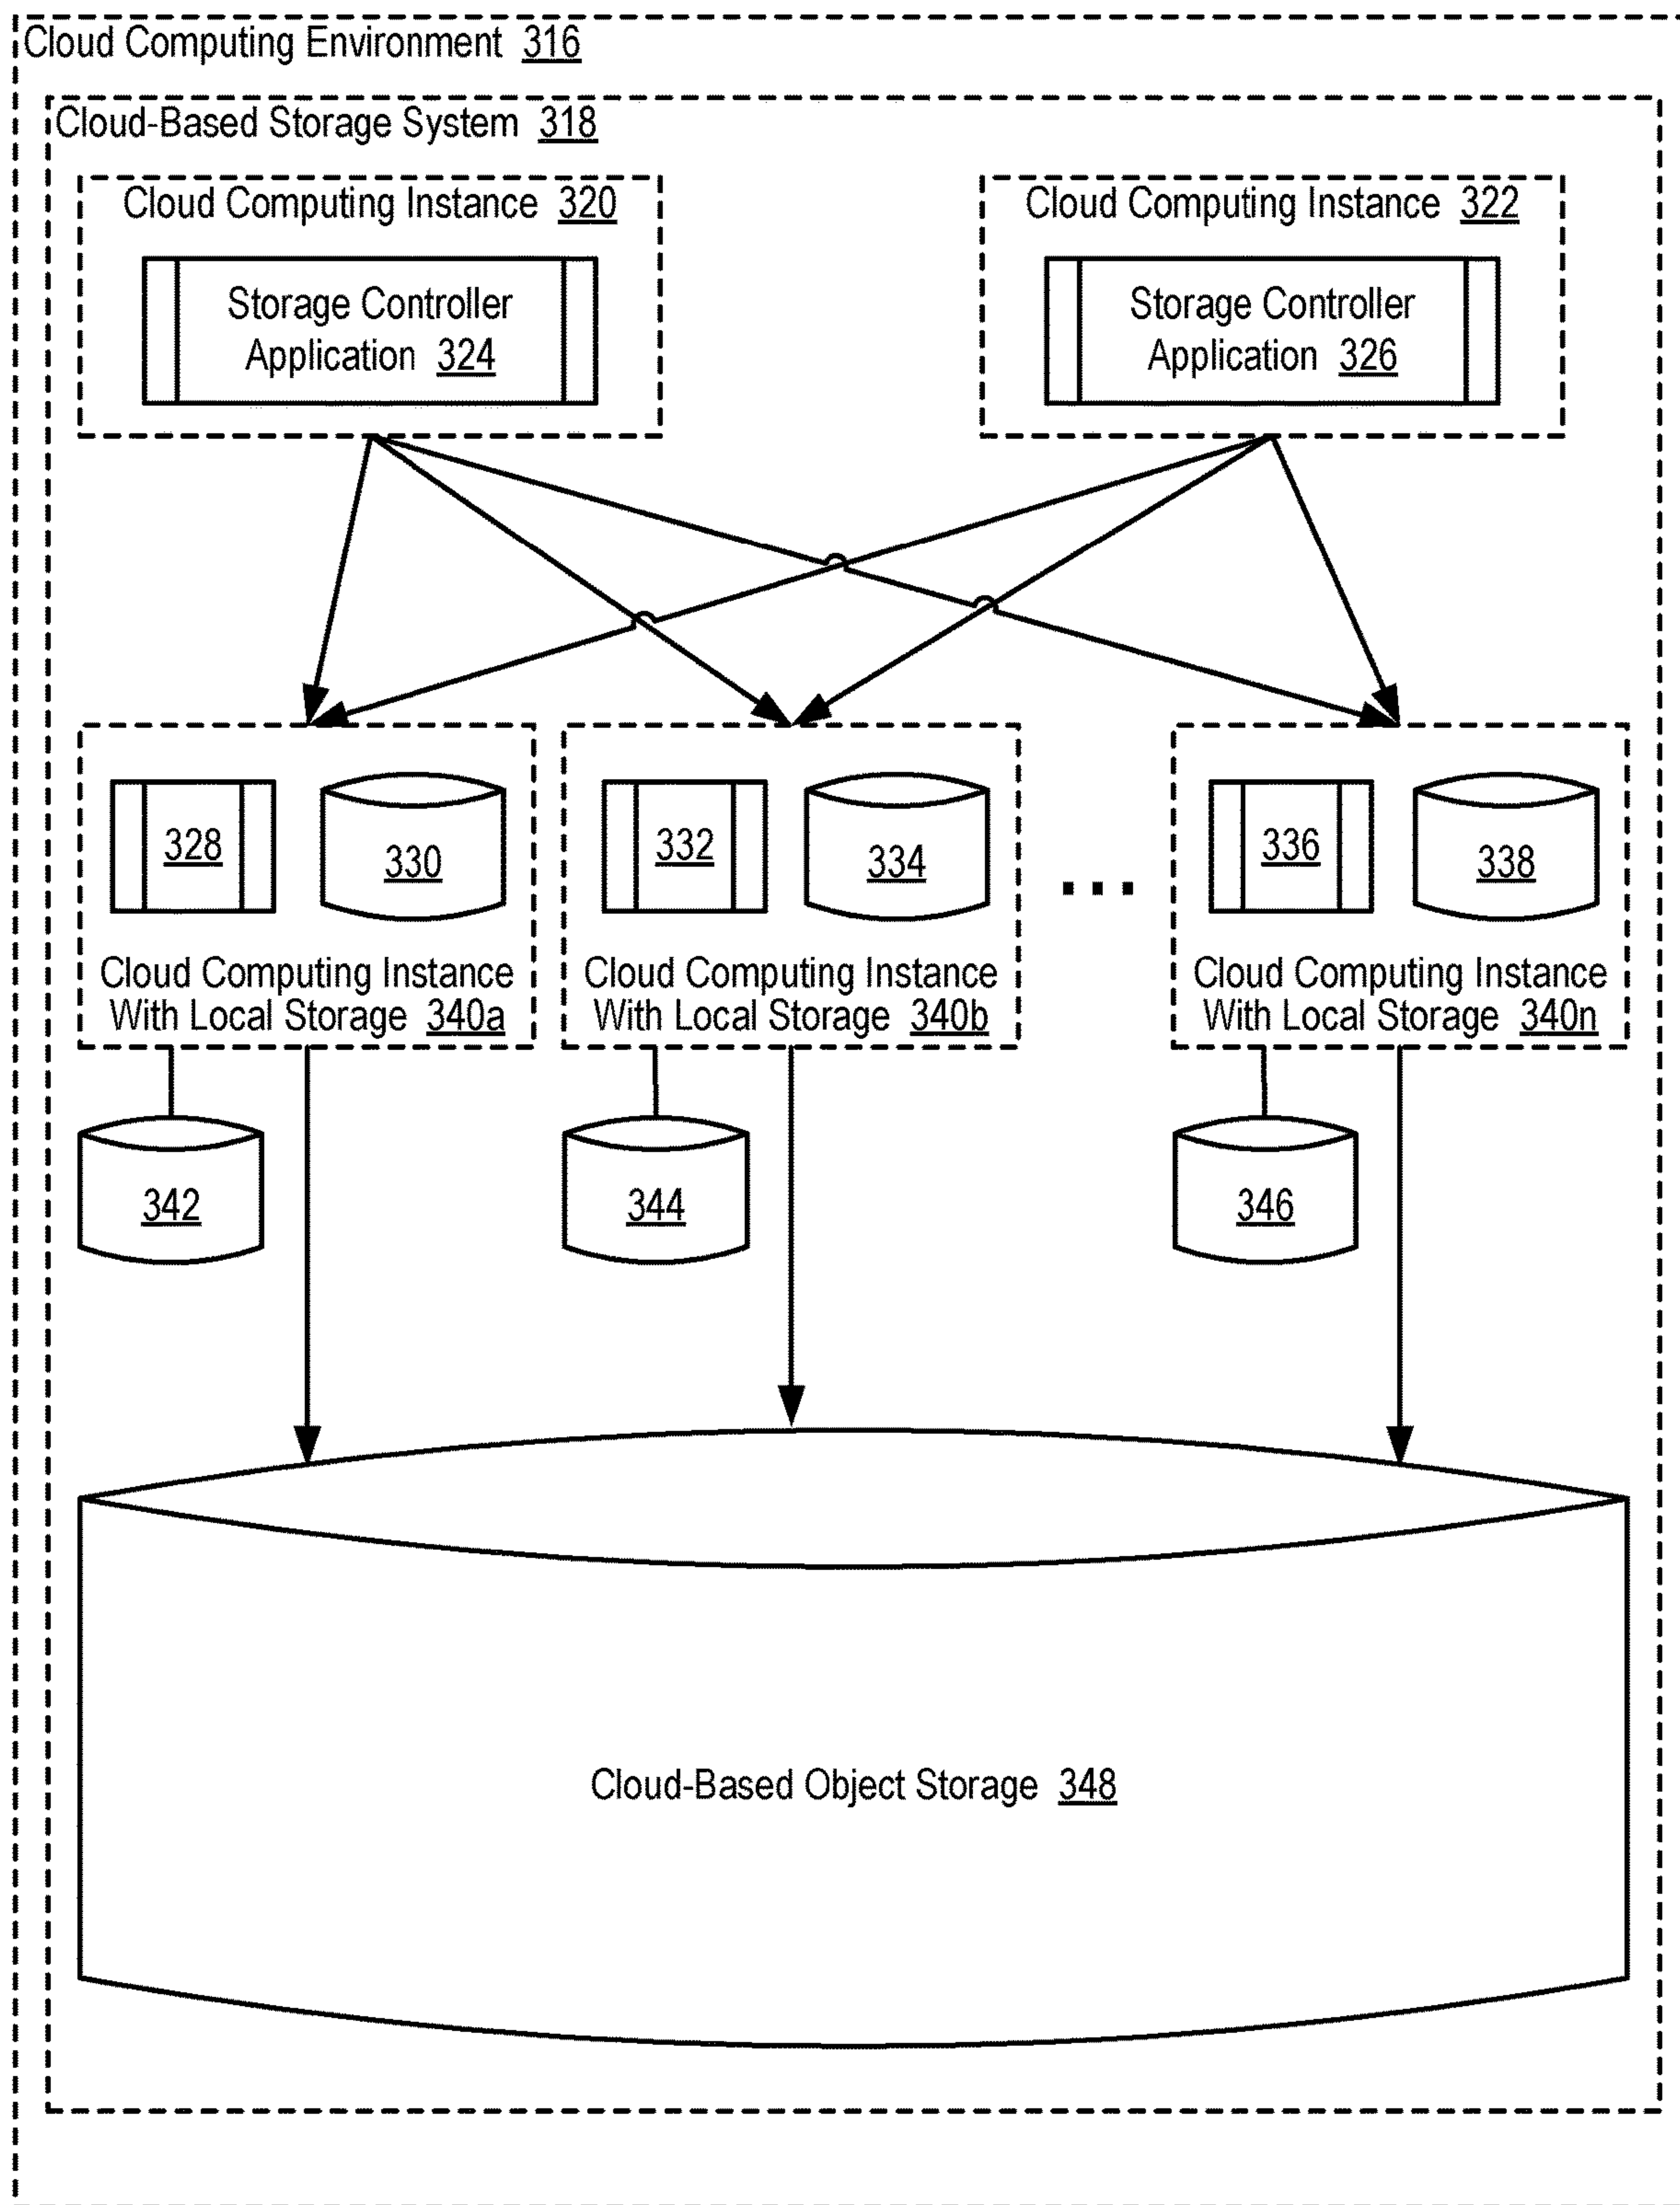 Cloud Computing Environment 316
Cloud-Based Storage System 318
Cloud Computing Instance 320
Storage Controller
Application 324
Cloud Computing Instance 322
Storage Controller
Application 326
328
330
Cloud Computing Instance
With Local Storage 340a
332
334
Cloud Computing Instance
With Local Storage 340b
...
336
338
Cloud Computing Instance
With Local Storage 340n
342
344
346
Cloud-Based Object Storage 348